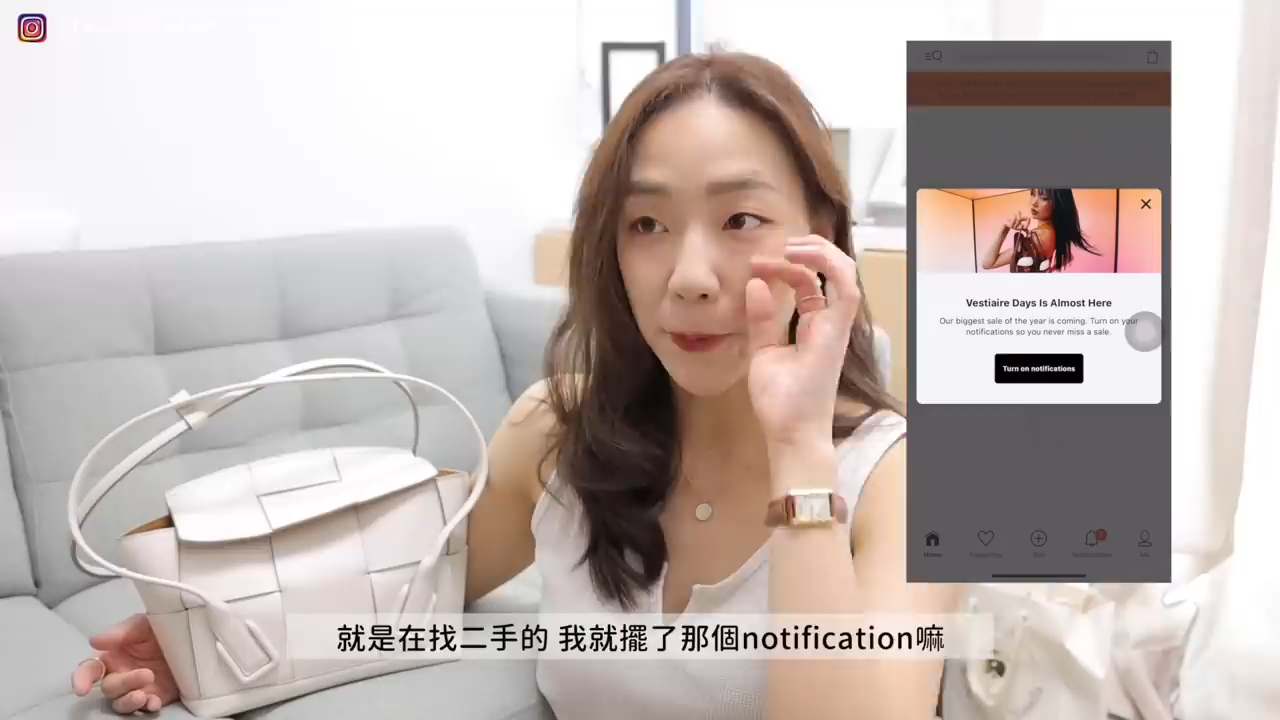 Vestiaire Days Is Almost Here
Our biggest sale of the year is coming. Turn on your
notifications so you never miss a sale.
Turn on notifications
Home
就是在找二手的 我就擺了那個notification嘛